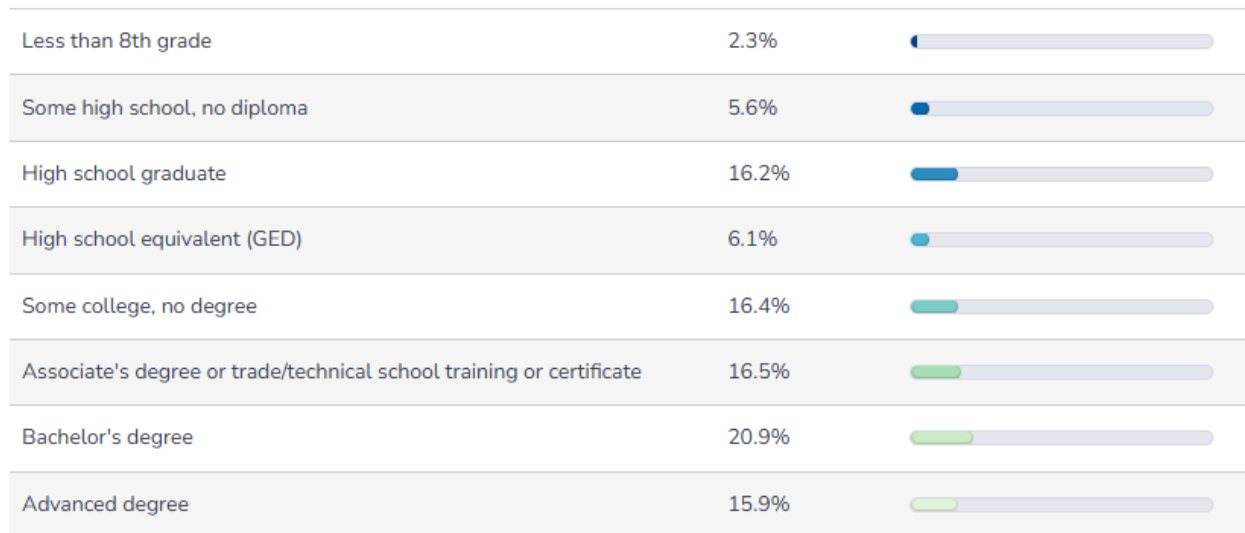 Less than 8th grade 2.3%
Some high school, no diploma 5.6%
High school graduate 16.2%
High school equivalent (GED) 6.1%
Some college, no degree 16.4%
Associate's degree or trade/technical school training or certificate 16.5%
Bachelor's degree 20.9%
Advanced degree 15.9%